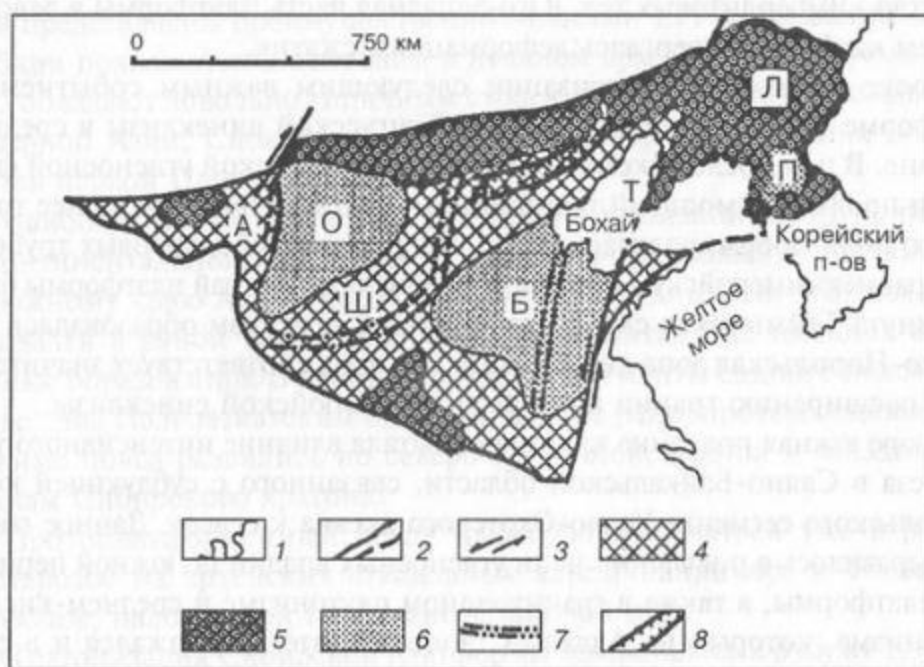 0 750 км
Л
П
Т
А
О
Бохай
Корейский
п-ов
Ш
Б
Желтое
море
1 2 3 4
5 6 7 8